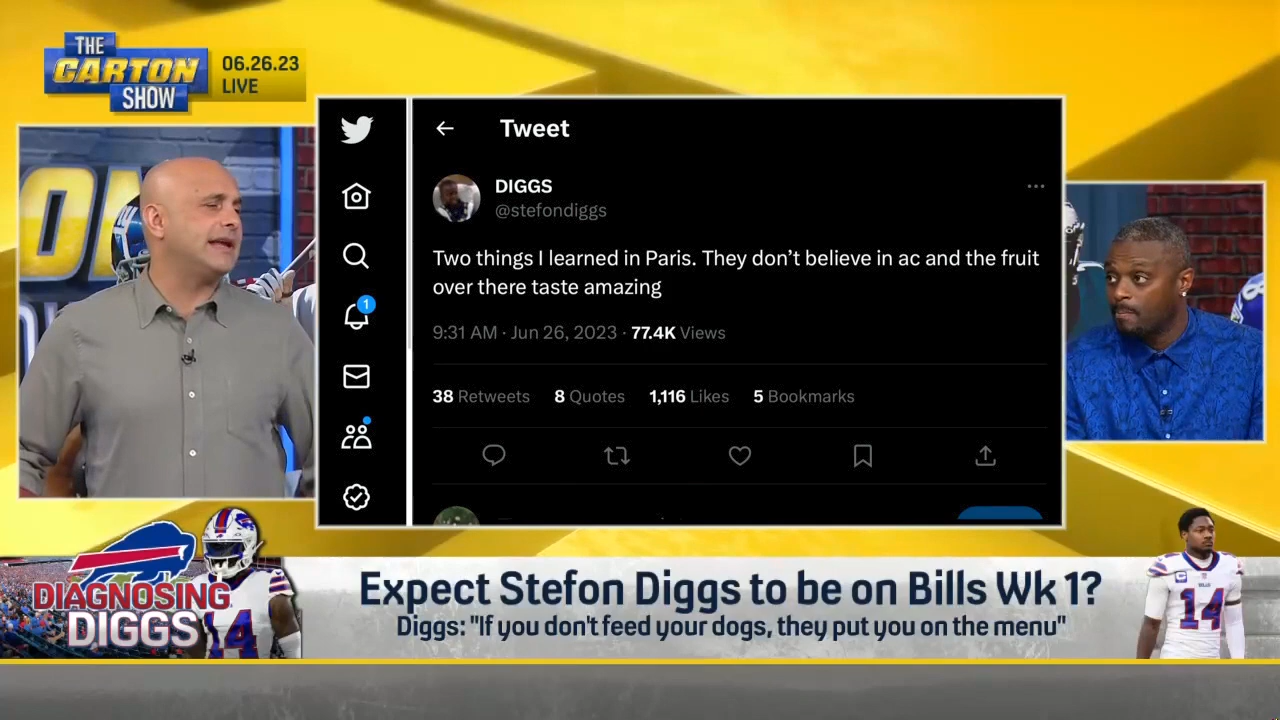 THE
CARTON
SHOW
06.26.23
LIVE
ON
1
Tweet
DIGGS
@stefondiggs
Two things I learned in Paris. They don’t believe in ac and the fruit
over there taste amazing
9:31 AM · Jun 26, 2023 · 77.4K Views
38 Retweets 8 Quotes 1,116 Likes 5 Bookmarks
DIAGNOSING
DIGGS
14
Expect Stefon Diggs to be on Bills Wk 1?
Diggs: "If you don't feed your dogs, they put you on the menu"
C
14